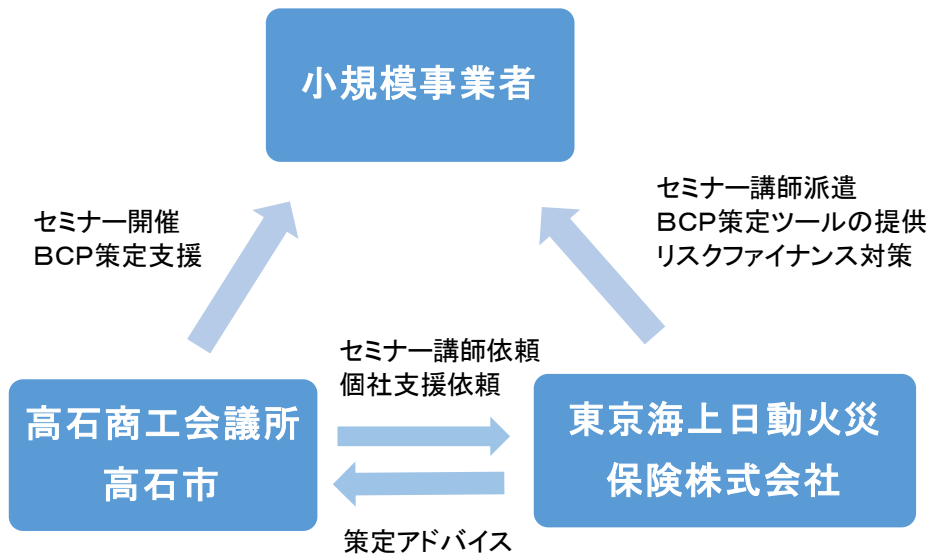 小規模事業者
セミナー開催
ＢＣＰ策定支援
セミナー講師派遣
ＢＣＰ策定ツールの提供
リスクファイナンス対策
セミナー講師依頼
個社支援依頼
高石商工会議所
高石市
東京海上日動火災
保険株式会社
策定アドバイス